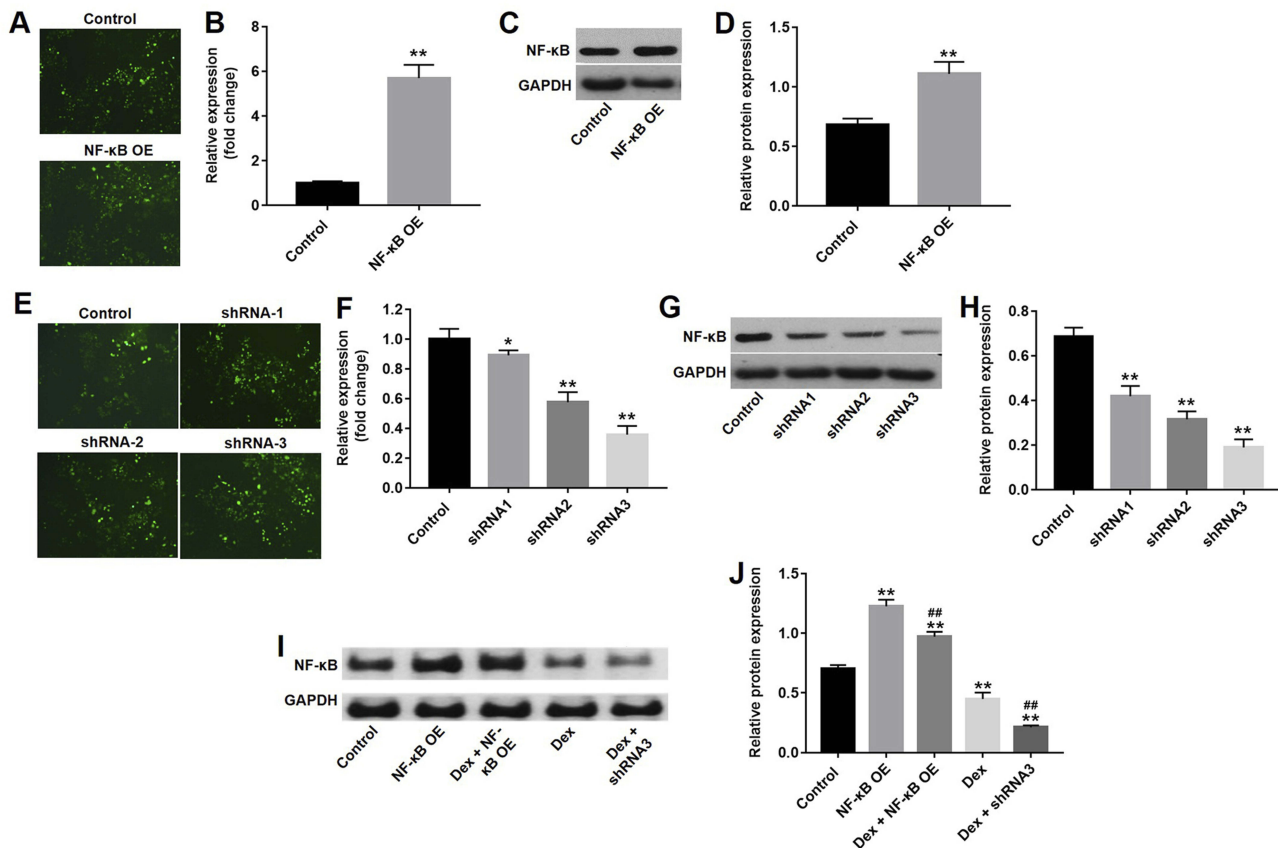 A
Control
NF-κB OE
B
Relative expression
(fold change)
8
6
4
2
0
**
Control
NF-κB OE
C
NF-κB
GAPDH
Control
NF-κB OE
D
Relative protein expression
1.5
1.0
0.5
0.0
**
Control
NF-κB OE
E
Control
shRNA-1
shRNA-2
shRNA-3
F
Relative expression
(fold change)
1.2
1.0
0.8
0.6
0.4
0.2
0.0
*
**
**
Control
shRNA1
shRNA2
shRNA3
G
NF-κB
GAPDH
Control
shRNA1
shRNA2
shRNA3
H
Relative protein expression
0.8
0.6
0.4
0.2
0.0
**
**
**
Control
shRNA1
shRNA2
shRNA3
I
NF-κB
GAPDH
Control
NF-κB OE
Dex + NF-
κB OE
Dex
Dex +
shRNA3
J
Relative protein expression
1.5
1.0
0.5
0.0
**
##
**
**
##
**
Control
NF-κB OE
Dex + NF-κB OE
Dex
Dex + shRNA3